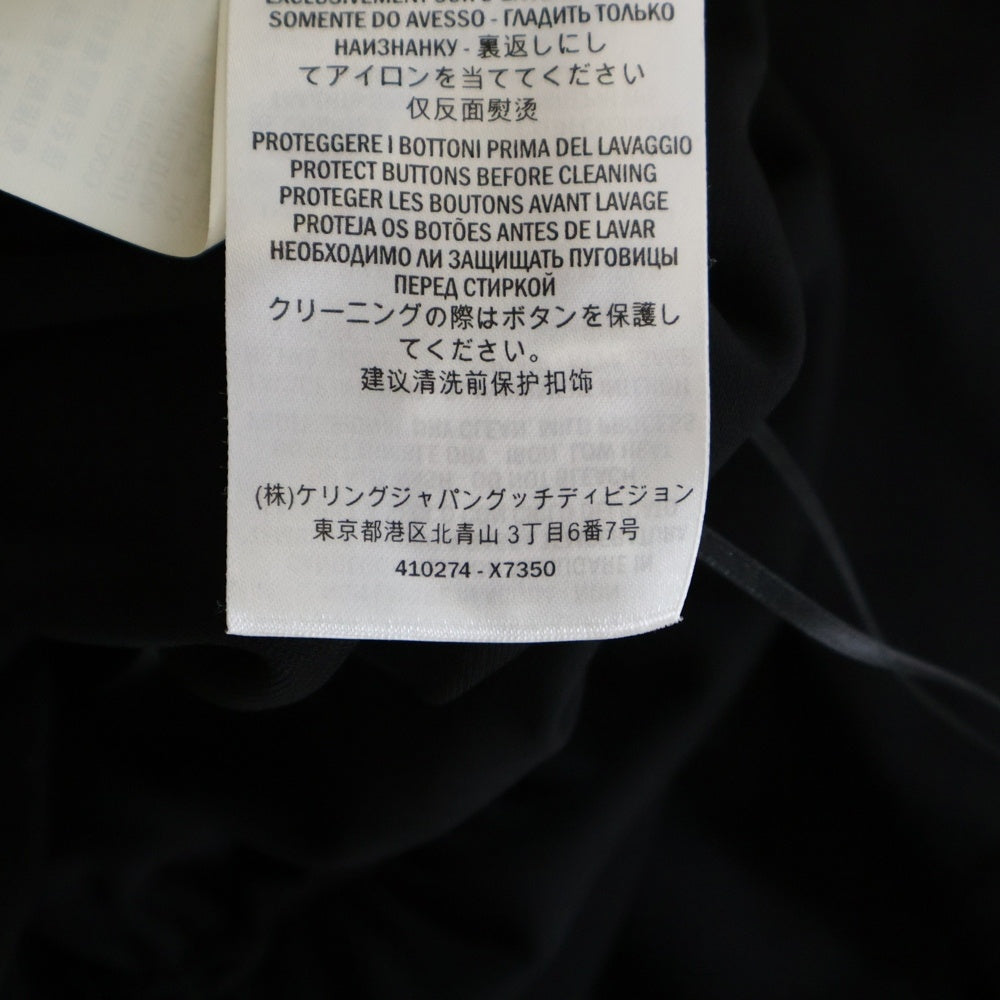 SOMENTE DO AVESSO - ГЛАДИТЬ ТОЛЬКО
НАИЗНАНКУ - 裏返しにし
てアイロンを当ててください
仅反面熨烫
PROTEGGERE I BOTTONI PRIMA DEL LAVAGGIO
PROTECT BUTTONS BEFORE CLEANING
PROTEGER LES BOUTONS AVANT LAVAGE
PROTEJA OS BOTÕES ANTES DE LAVAR
НЕОБХОДИМО ЛИ ЗАЩИЩАТЬ ПУГОВИЦЫ
ПЕРЕД СТИРКОЙ
クリーニングの際はボタンを保護し
てください。
建议清洗前保护扣饰
(株)ケリングジャパングッチディビジョン
東京都港区北青山 3丁目6番7号
410274 - X7350